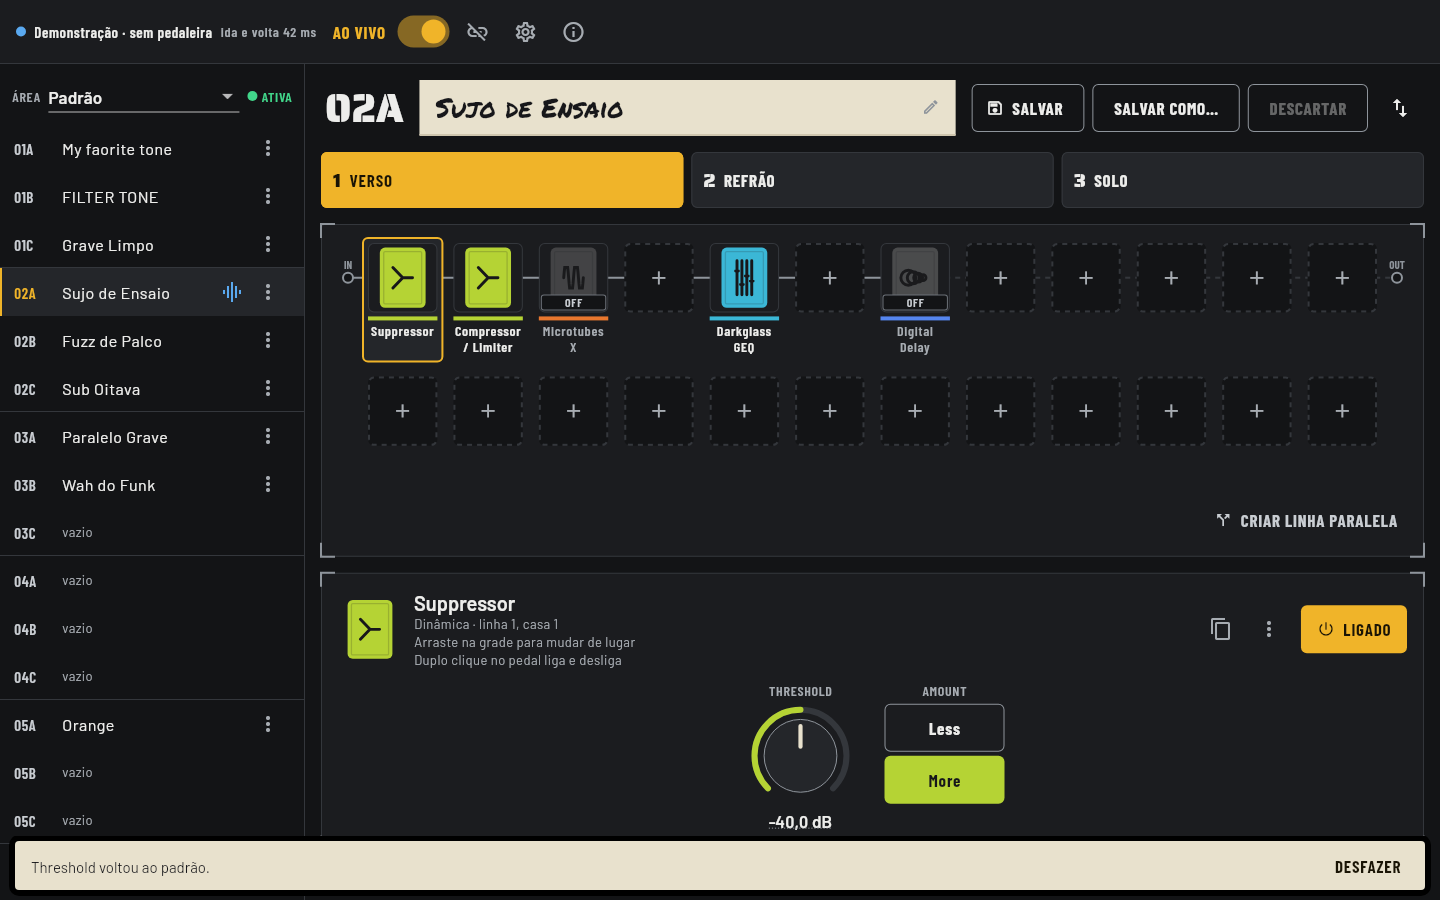 Demonstração · sem pedaleira
Ida e volta 42 ms
AO VIVO
ÁREA Padrão
ATIVA
01A My faorite tone
01B FILTER TONE
01C Grave Limpo
02A Sujo de Ensaio
02B Fuzz de Palco
02C Sub Oitava
03A Paralelo Grave
03B Wah do Funk
03C vazio
04A vazio
04B vazio
04C vazio
05A Orange
05B vazio
05C vazio
02A
Sujo de Ensaio
SALVAR
SALVAR COMO...
DESCARTAR
1 VERSO
2 REFRÃO
3 SOLO
IN
OUT
OFF
OFF
Suppressor
Compressor
/ Limiter
Microtubes
X
Darkglass
GEQ
Digital
Delay
CRIAR LINHA PARALELA
Suppressor
Dinâmica · linha 1, casa 1
Arraste na grade para mudar de lugar
Duplo clique no pedal liga e desliga
LIGADO
THRESHOLD
-40,0 dB
AMOUNT
Less
More
Threshold voltou ao padrão.
DESFAZER